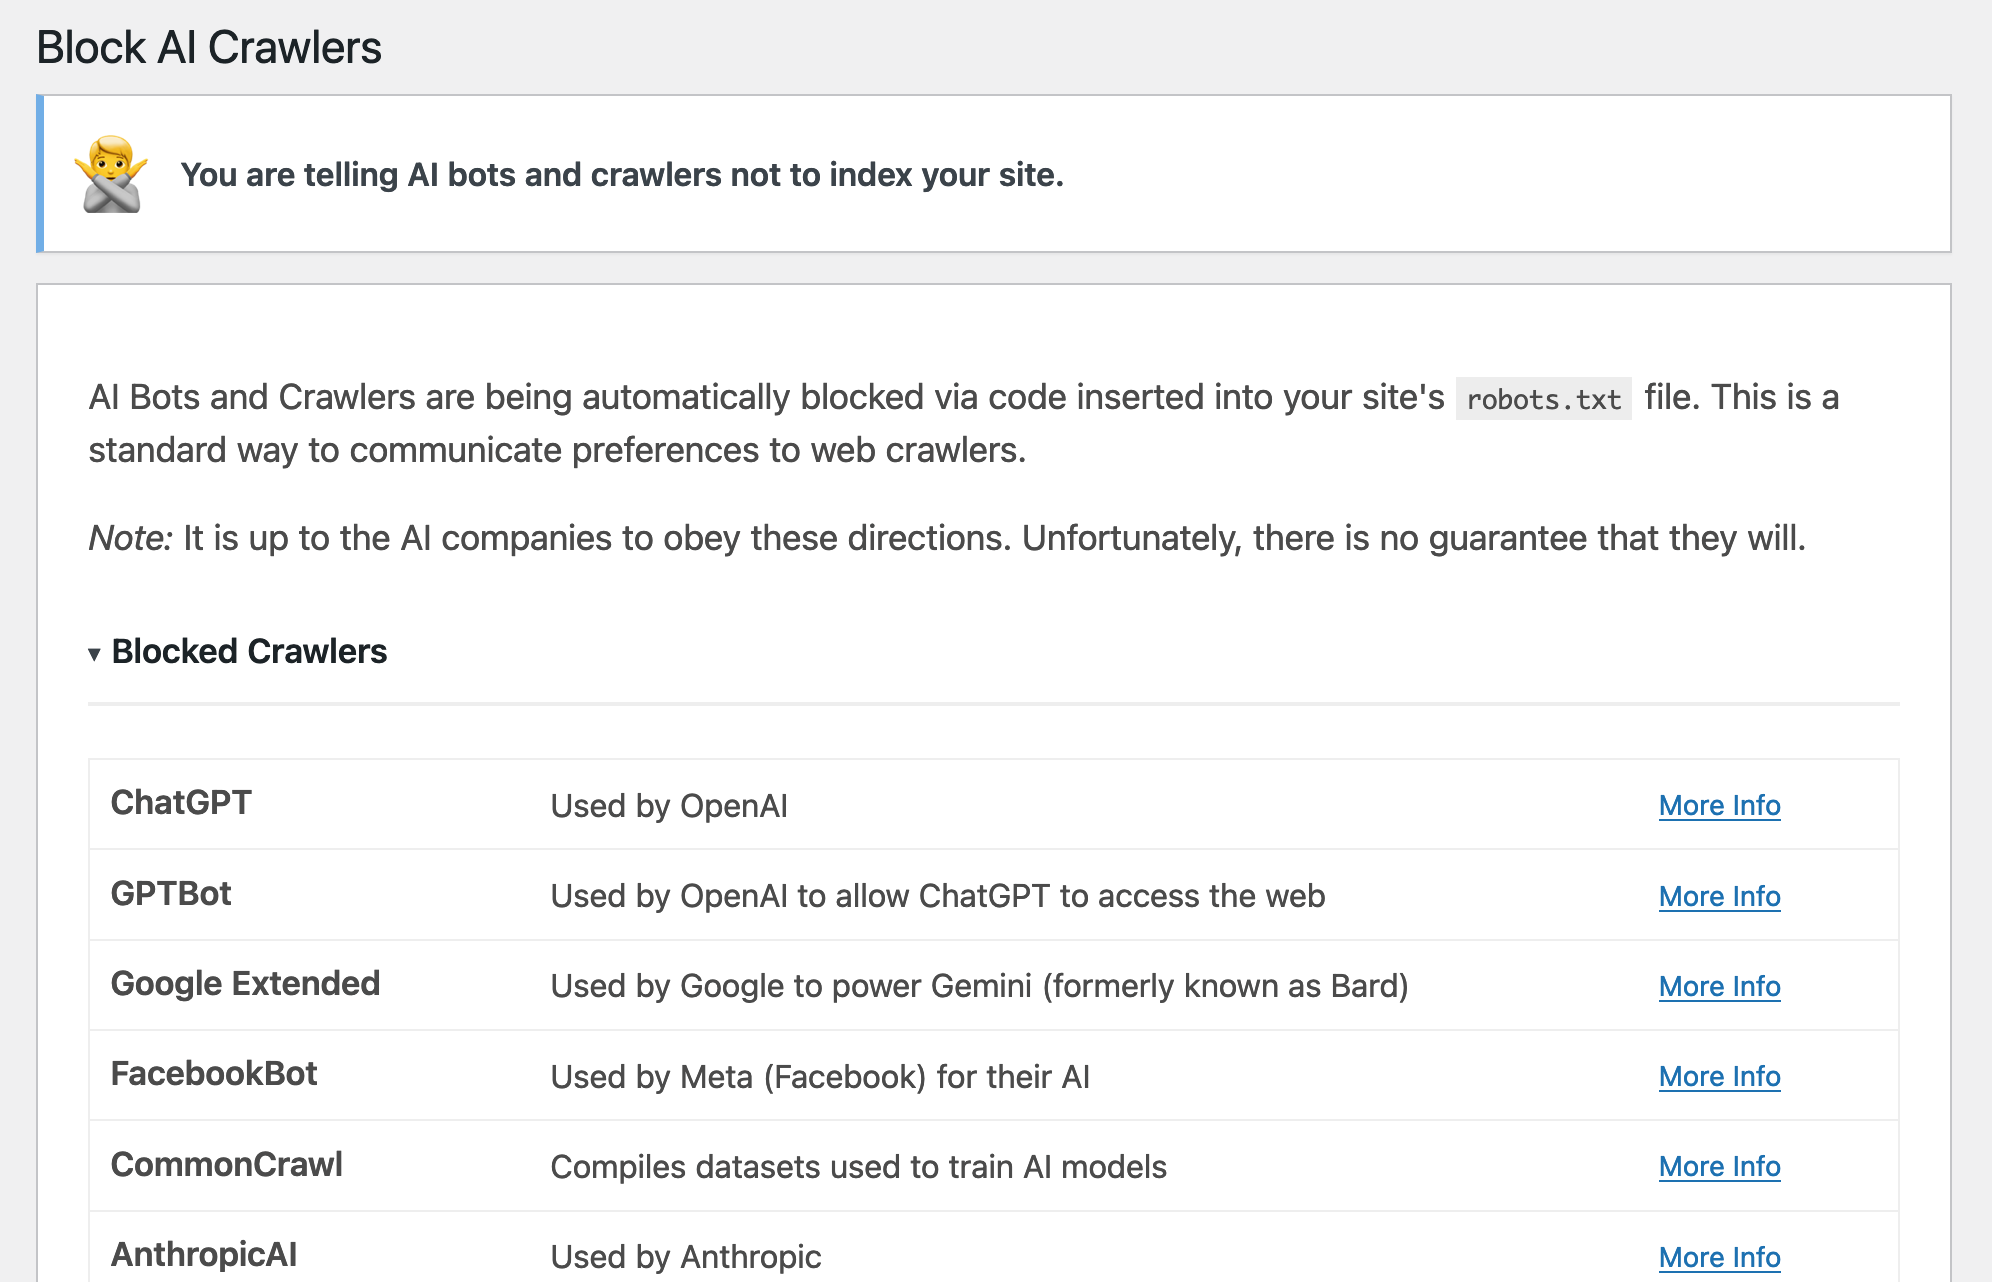 Block AI Crawlers
You are telling AI bots and crawlers not to index your site.
AI Bots and Crawlers are being automatically blocked via code inserted into your site's robots.txt file. This is a
standard way to communicate preferences to web crawlers.
Note: It is up to the AI companies to obey these directions. Unfortunately, there is no guarantee that they will.
▾ Blocked Crawlers
ChatGPT Used by OpenAI More Info
GPTBot Used by OpenAI to allow ChatGPT to access the web More Info
Google Extended Used by Google to power Gemini (formerly known as Bard) More Info
FacebookBot Used by Meta (Facebook) for their AI More Info
CommonCrawl Compiles datasets used to train AI models More Info
AnthropicAI Used by Anthropic More Info